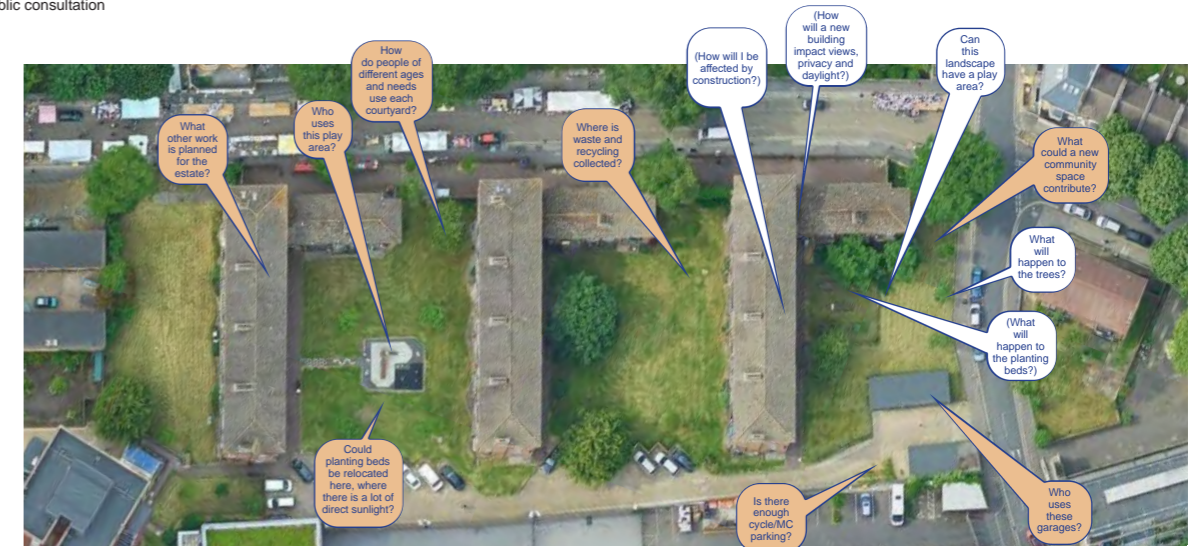 blic consultation
How
do people of
different ages
and needs
use each
courtyard?
(How will I be
affected by
construction?)
(How
will a new
building
impact views,
privacy and
daylight?)
Can
this
landscape
have a play
area?
What
other work
is planned
for the
estate?
Who
uses
this play
area?
Where is
waste and
recycling
collected?
What
could a new
community
space
contribute?
What
will
happen to
the trees?
(What
will
happen to
the planting
beds?)
Could
planting beds
be relocated
here, where
there is a lot of
direct sunlight?
Is there
enough
cycle/MC
parking?
Who
uses
these
garages?